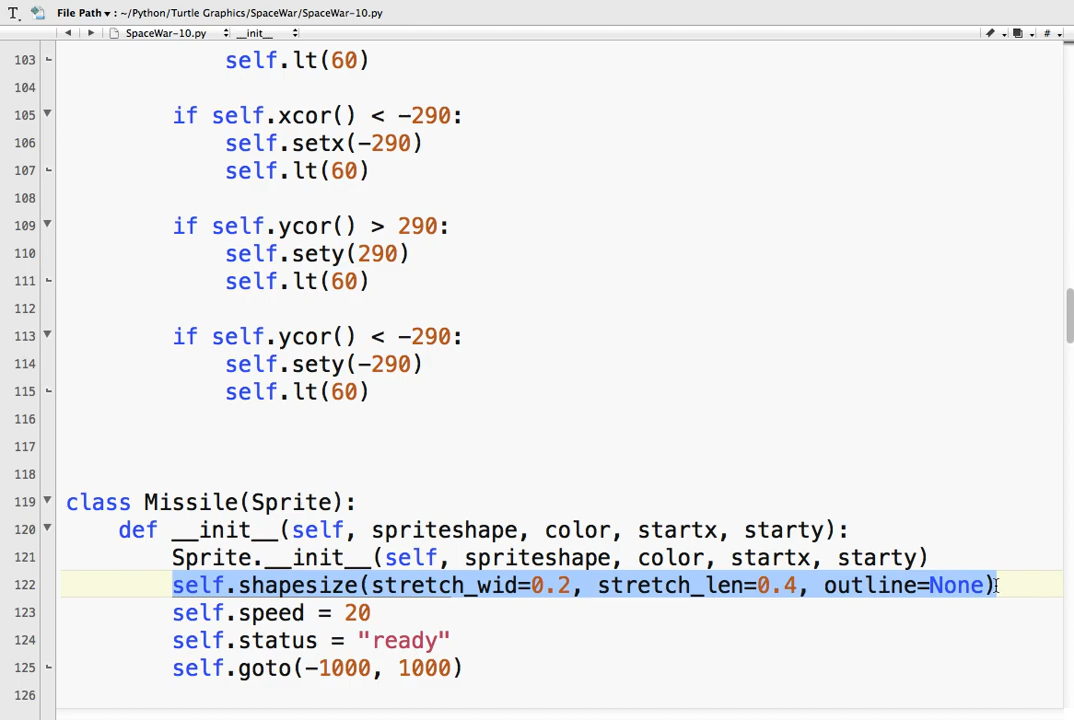 File Path ▾ : ~/Python/Turtle Graphics/SpaceWar/SpaceWar-10.py
SpaceWar-10.py __init__ #
103 self.lt(60)
104
105 if self.xcor() < -290:
106 self.setx(-290)
107 self.lt(60)
108
109 if self.ycor() > 290:
110 self.sety(290)
111 self.lt(60)
112
113 if self.ycor() < -290:
114 self.sety(-290)
115 self.lt(60)
116
117
118
119 class Missile(Sprite):
120 def __init__(self, spriteshape, color, startx, starty):
121 Sprite.__init__(self, spriteshape, color, startx, starty)
122 self.shapesize(stretch_wid=0.2, stretch_len=0.4, outline=None)
123 self.speed = 20
124 self.status = "ready"
125 self.goto(-1000, 1000)
126